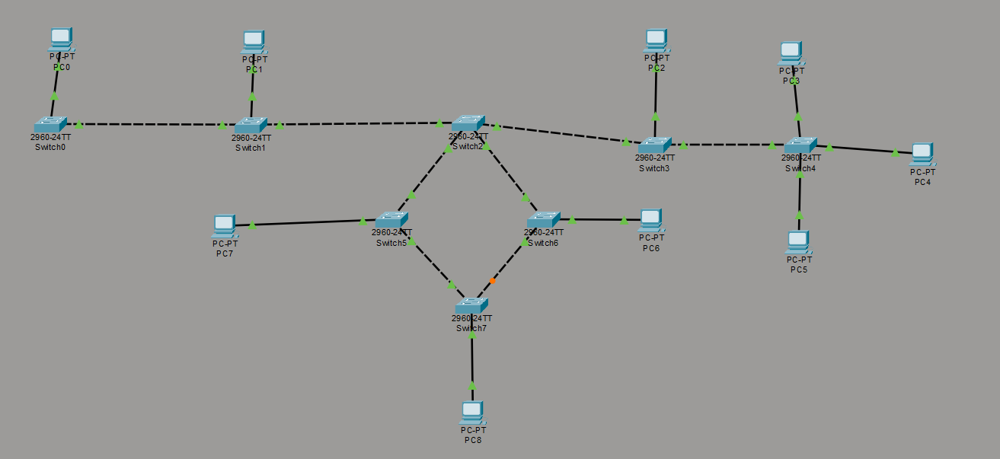 PC-PT
PC0
PC-PT
PC1
PC-PT
PC2
PC-PT
PC3
2960-24TT
Switch0
2960-24TT
Switch1
2960-24TT
Switch2
2960-24TT
Switch3
2960-24TT
Switch4
PC-PT
PC4
PC-PT
PC7
2960-24TT
Switch5
2960-24TT
Switch6
PC-PT
PC6
PC-PT
PC5
2960-24TT
Switch7
PC-PT
PC8